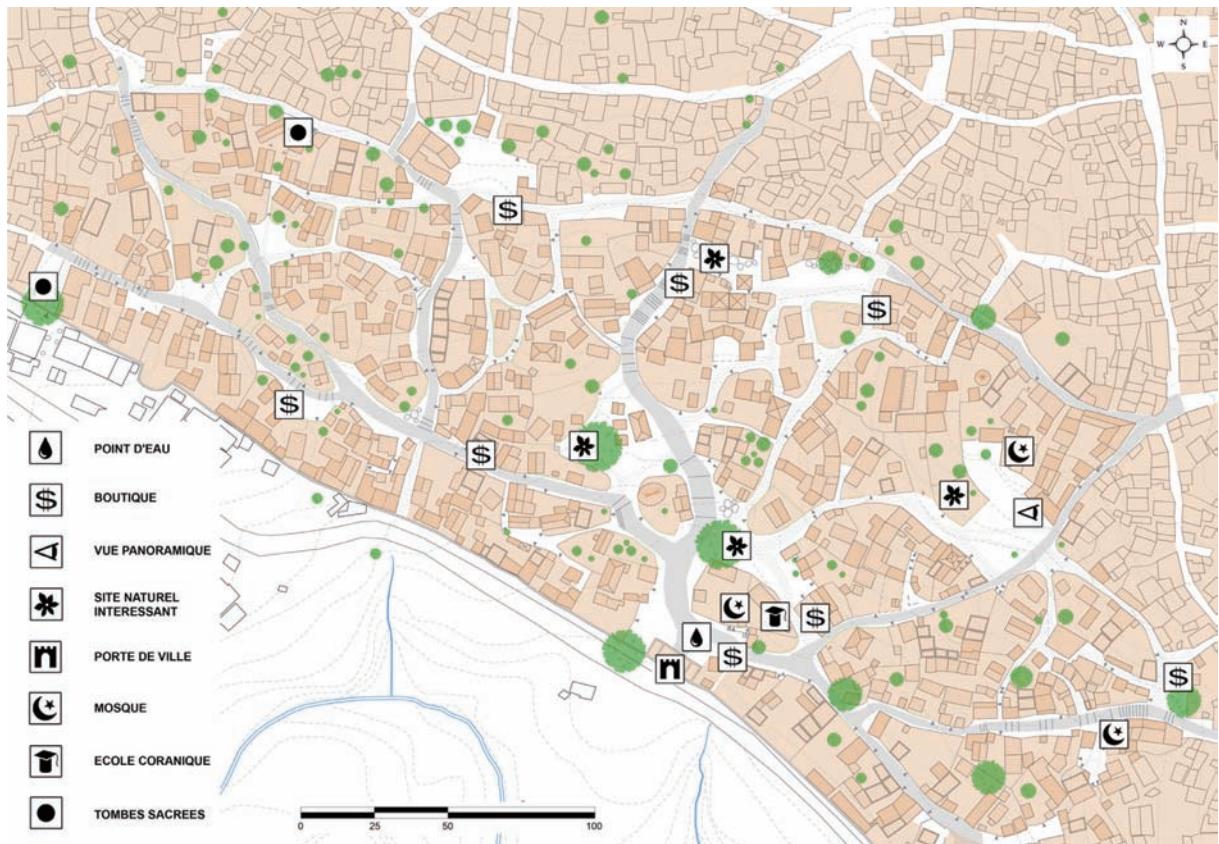 N
W E
S
POINT D'EAU
BOUTIQUE
VUE PANORAMIQUE
SITE NATUREL
INTERESSANT
PORTE DE VILLE
MOSQUE
ECOLE CORANIQUE
TOMBES SACREES
0 25 50 100